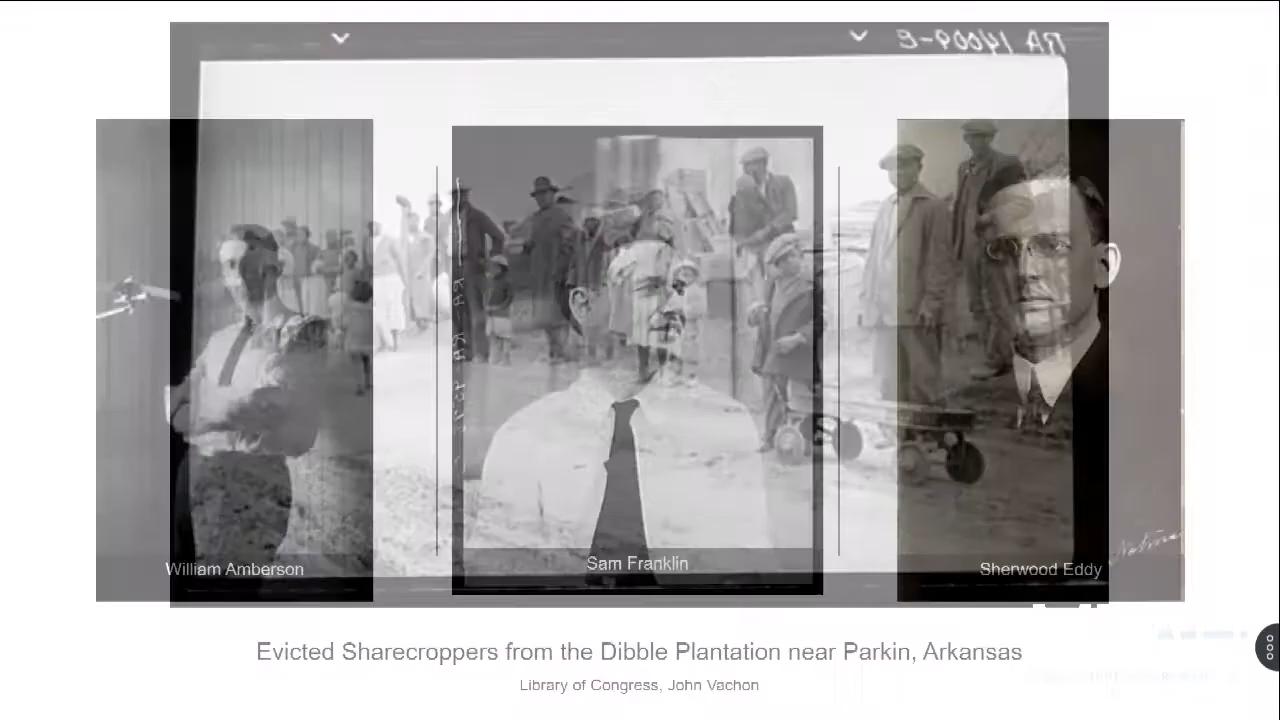 William Amberson
Sam Franklin
Sherwood Eddy
Evicted Sharecroppers from the Dibble Plantation near Parkin, Arkansas
Library of Congress, John Vachon